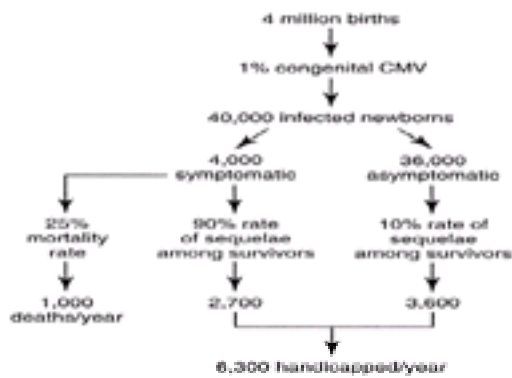 4 million births
1% congenital CMV
40,000 infected newborns
4,000
symptomatic
36,000
asymptomatic
25%
mortality
rate
90% rate
of sequelae
among survivors
10% rate of
sequelae
among survivors
1,000
deaths/year
2,700
3,600
6,300 handicapped/year